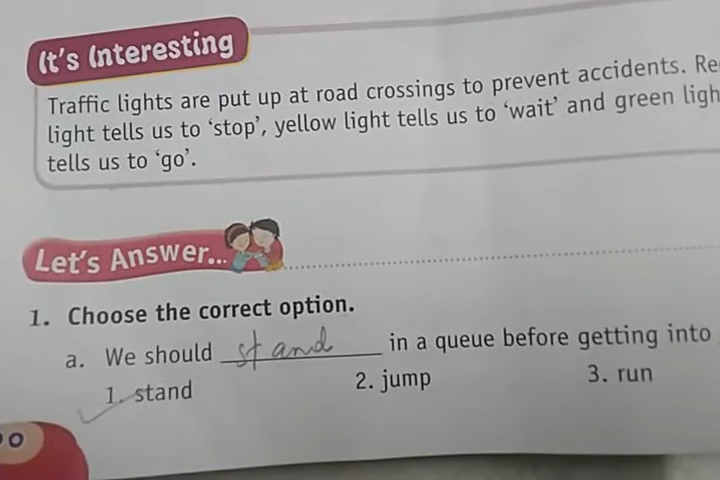 It's Interesting
Traffic lights are put up at road crossings to prevent accidents. Re
light tells us to 'stop', yellow light tells us to 'wait' and green ligh
tells us to 'go'.
Let's Answer...
1. Choose the correct option.
a. We should stand in a queue before getting into
1. stand 2. jump 3. run